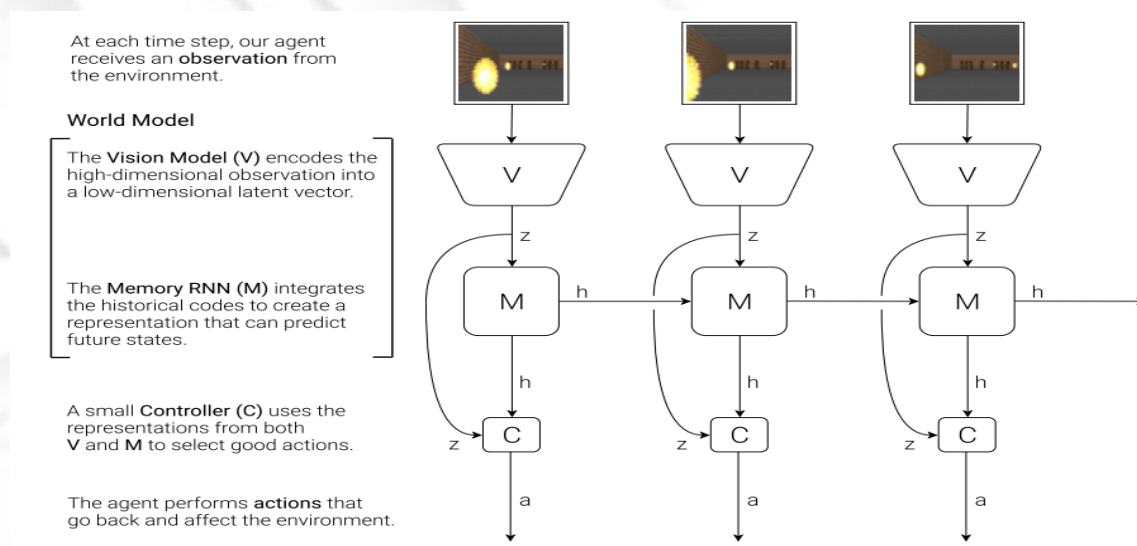 At each time step, our agent
receives an observation from
the environment.
World Model
The Vision Model (V) encodes the
high-dimensional observation into
a low-dimensional latent vector.
The Memory RNN (M) integrates
the historical codes to create a
representation that can predict
future states.
A small Controller (C) uses the
representations from both
V and M to select good actions.
The agent performs actions that
go back and affect the environment.
V
V
V
z
z
z
M
h
M
h
M
h
h
h
h
z
C
z
C
z
C
a
a
a